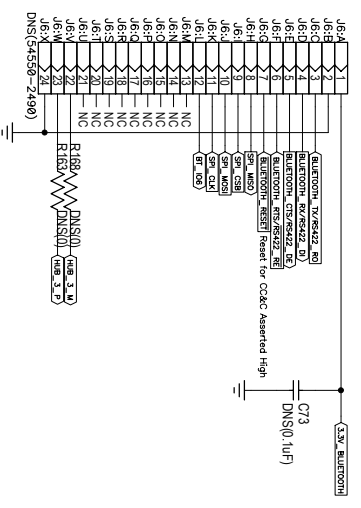 3.3V_BLUETOOTH
C73
DNS(0.1uF)
J6:A 1
J6:B 2
J6:C 3 BLUETOOTH_TX/RS422_RO
J6:D 4 BLUETOOTH_RX/RS422_DI
J6:E 5 BLUETOOTH_CTS/RS422_DE
J6:F 6 BLUETOOTH_RTS/RS422_RE
J6:G 7 BLUETOOTH_RESET Reset for CC&C Asserted High
J6:H 8 SPI_MISO
J6:I 9 SPI_CSB
J6:J 10 SPI_MOSI
J6:K 11 SPI_CLK
J6:L 12 BT_IO6
J6:M 13 NC
J6:N 14 NC
J6:O 15 NC
J6:P 16 NC
J6:Q 17 NC
J6:R 18 NC
J6:S 19 NC
J6:T 20 NC
J6:U 21 NC
J6:V 22 R168 DNS(0) HUB_3_M
J6:W 23 R163 DNS(0) HUB_3_P
J6:X 24
DNS(54550-2490)